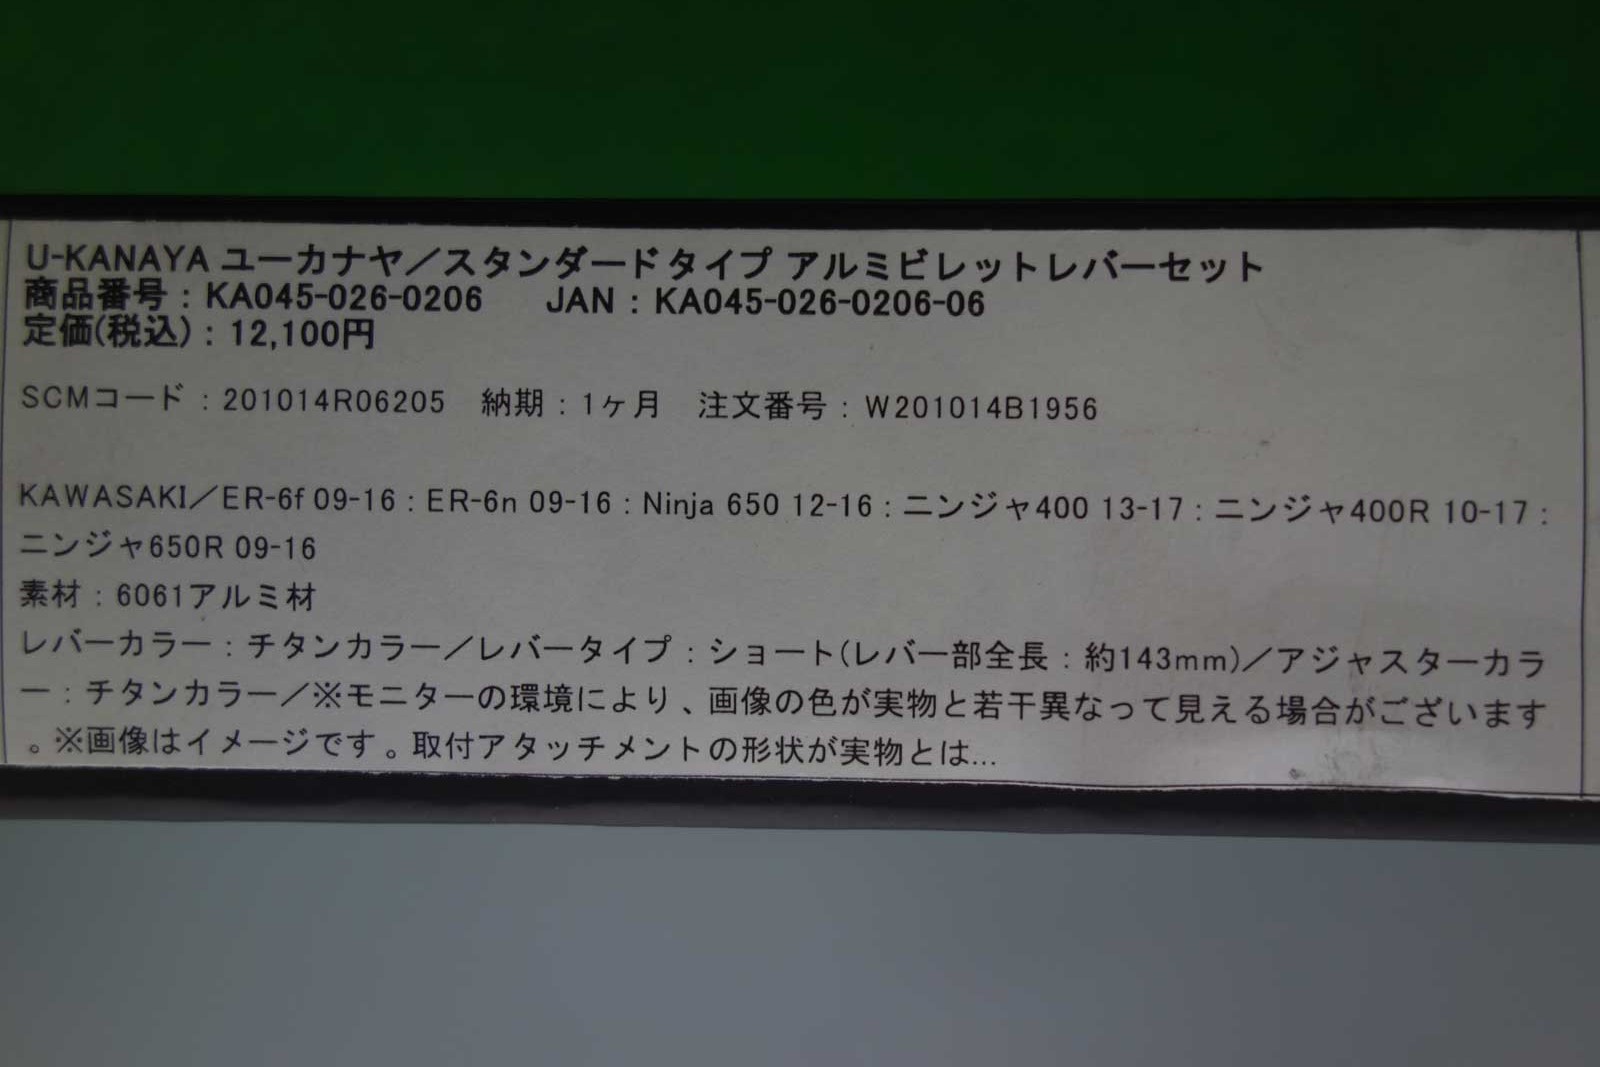 U-KANAYA ユーカナヤ／スタンダードタイプ アルミビレットレバーセット
商品番号：KA045-026-0206　JAN：KA045-026-0206-06
定価(税込)：12,100円
SCMコード：201014R06205　納期：1ヶ月　注文番号：W201014B1956
KAWASAKI／ER-6f 09-16：ER-6n 09-16：Ninja 650 12-16：ニンジャ400 13-17：ニンジャ400R 10-17：
ニンジャ650R 09-16
素材：6061アルミ材
レバーカラー：チタンカラー／レバータイプ：ショート(レバー部全長：約143mm)／アジャスターカラ
ー：チタンカラー／※モニターの環境により、画像の色が実物と若干異なって見える場合がございます
。※画像はイメージです。取付アタッチメントの形状が実物とは...